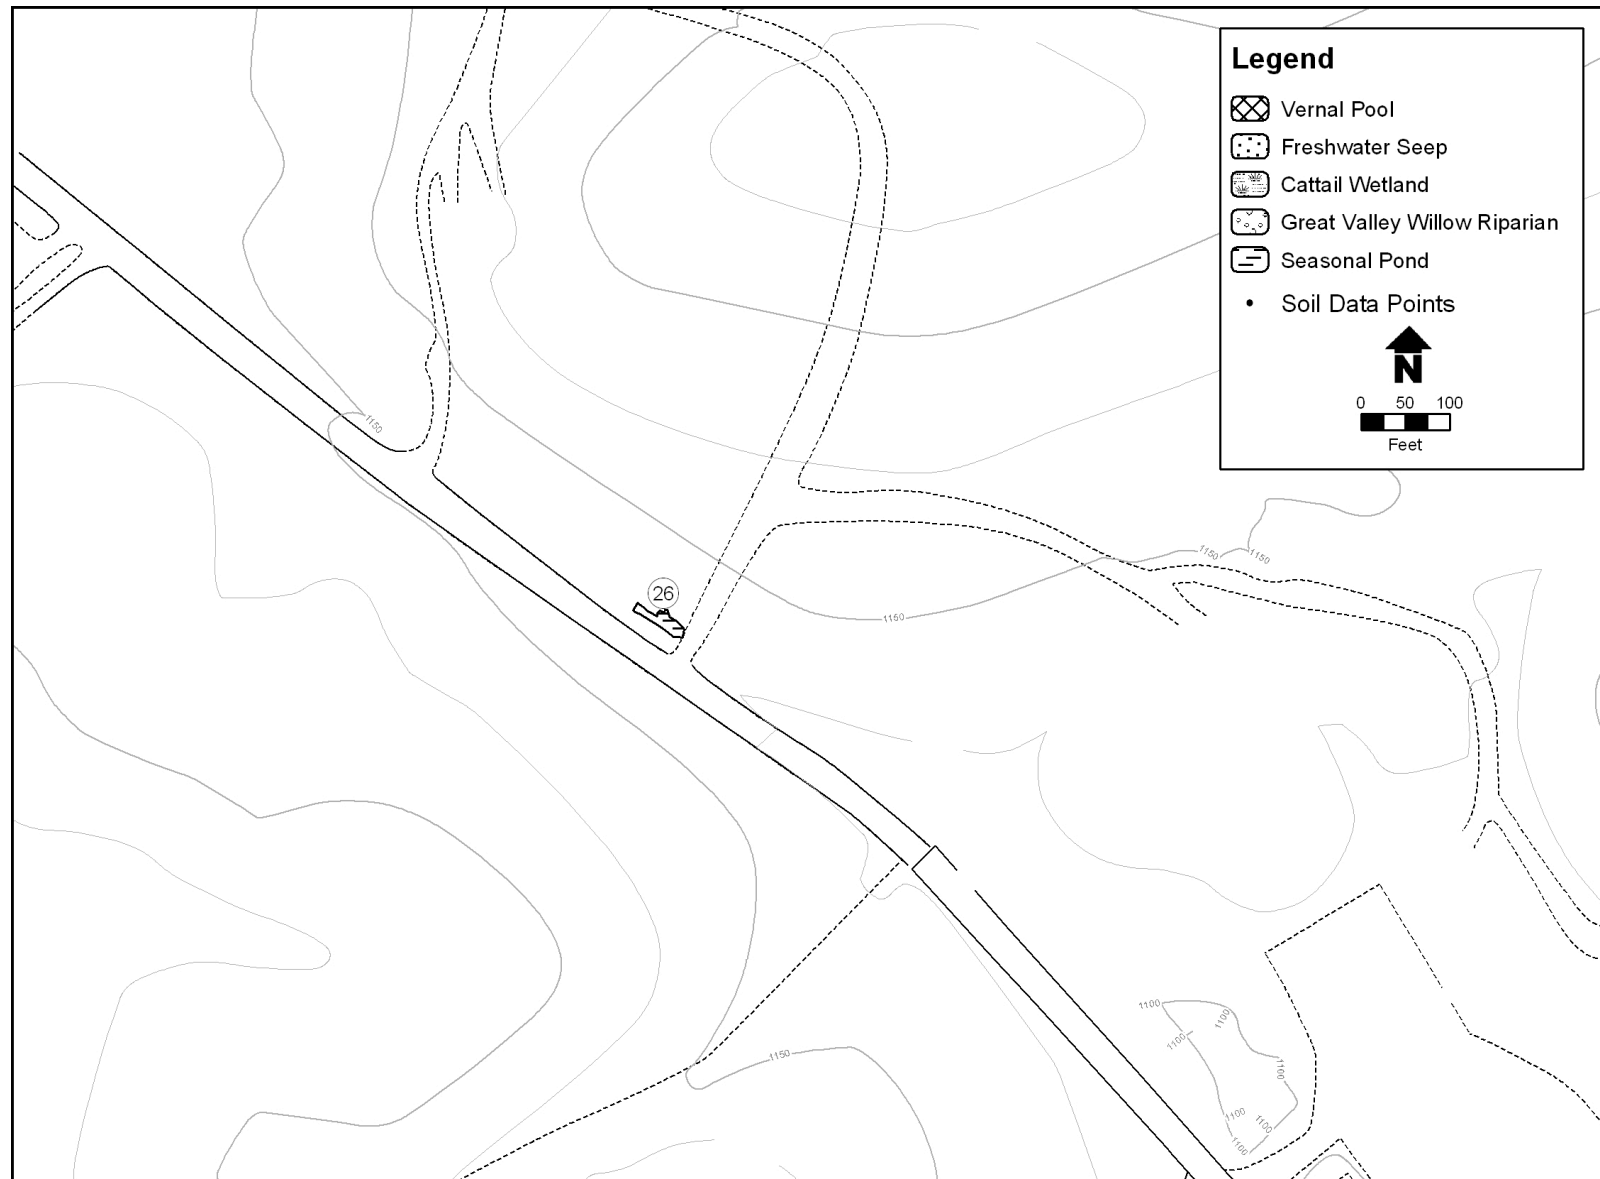 Legend
Vernal Pool
Freshwater Seep
Cattail Wetland
Great Valley Willow Riparian
Seasonal Pond
Soil Data Points
N
0 50 100
Feet
1150
1150
1150
26
1150
1100
1100
1100
1150
1100
1100
1100
1100